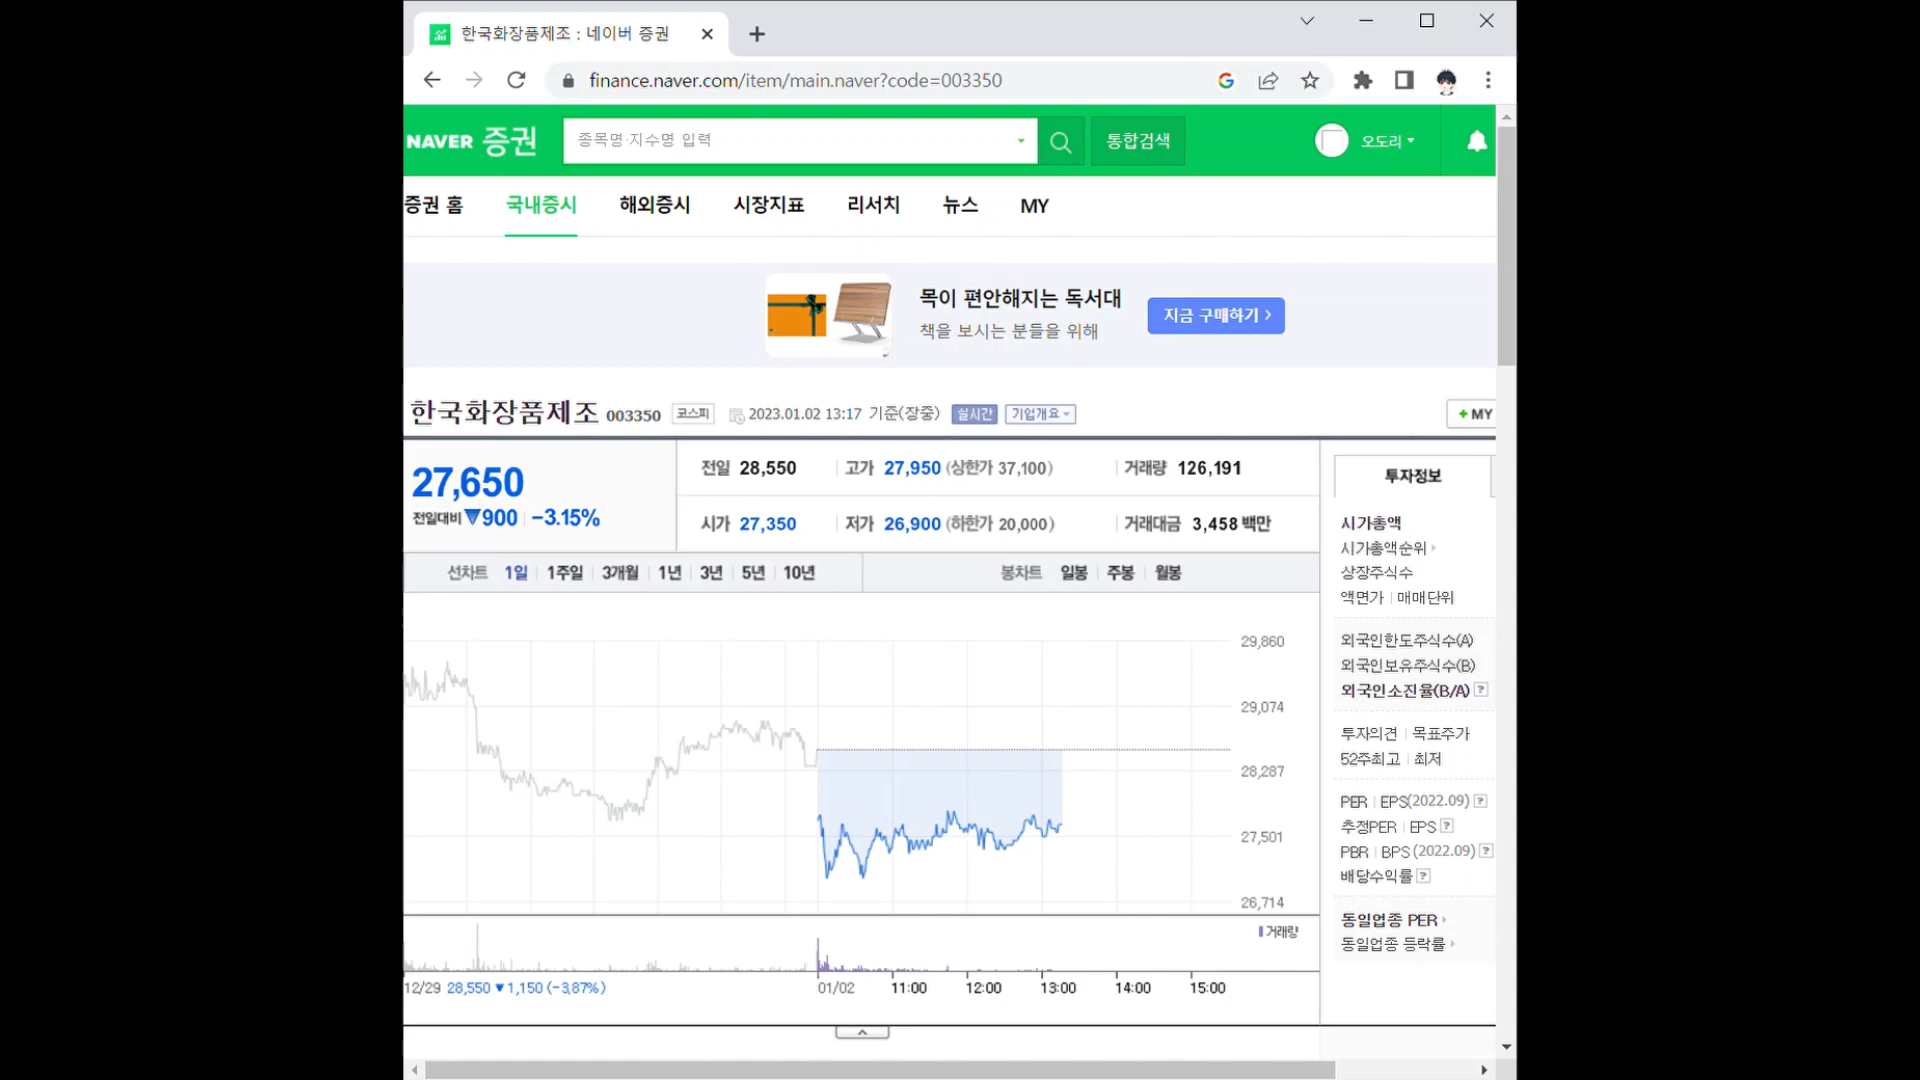 한국화장품제조 : 네이버 증권
finance.naver.com/item/main.naver?code=003350
NAVER 증권 종목명·지수명 입력 통합검색 오도리
증권 홈 국내증시 해외증시 시장지표 리서치 뉴스 MY
목이 편안해지는 독서대
책을 보시는 분들을 위해
지금 구매하기
한국화장품제조 003350 코스피 2023.01.02 13:17 기준(장중) 실시간 기업개요 + MY
27,650
전일대비 ▼900 -3.15%
전일 28,550 고가 27,950 (상한가 37,100) 거래량 126,191
시가 27,350 저가 26,900 (하한가 20,000) 거래대금 3,458 백만
선차트 1일 1주일 3개월 1년 3년 5년 10년 봉차트 일봉 주봉 월봉
29,860
29,074
28,287
27,501
26,714
거래량
12/29 28,550 ▼1,150 (-3.87%) 01/02 11:00 12:00 13:00 14:00 15:00
투자정보
시가총액
시가총액순위
상장주식수
액면가 매매단위
외국인한도주식수(A)
외국인보유주식수(B)
외국인소진율(B/A) ?
투자의견 목표주가
52주최고 최저
PER EPS(2022.09) ?
추정PER EPS ?
PBR BPS (2022.09) ?
배당수익률 ?
동일업종 PER
동일업종 등락률